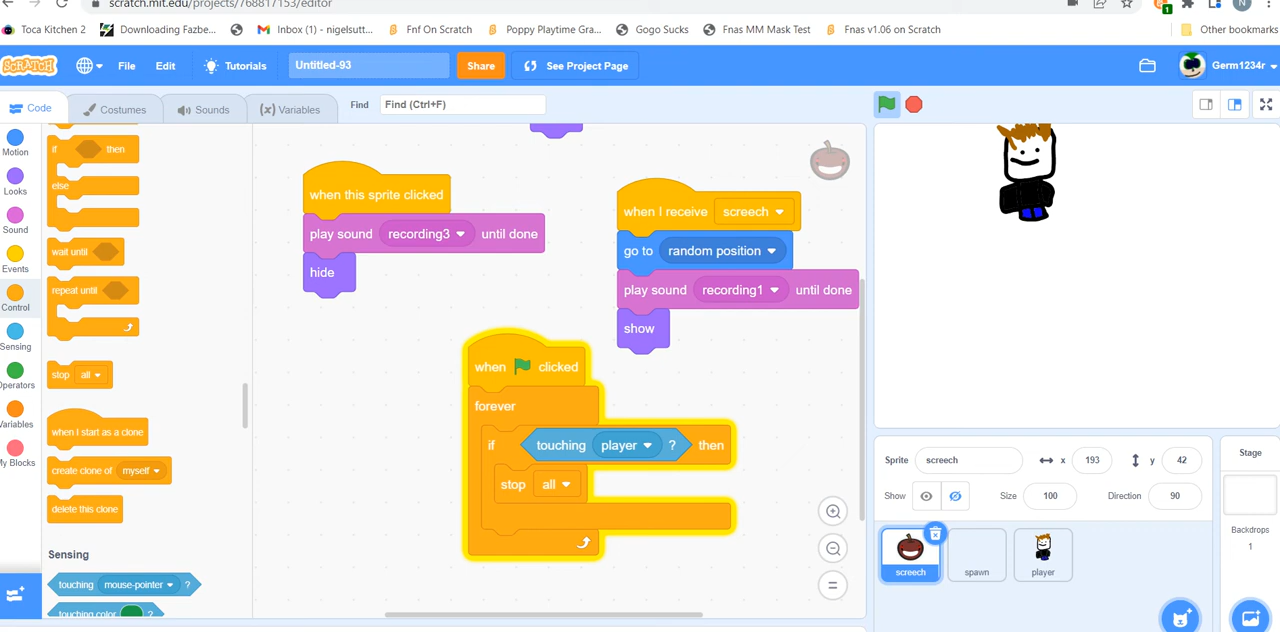 scratch.mit.edu/projects/768817153/editor
Toca Kitchen 2 Downloading Fazbe... Inbox (1) - nigelsutt... Fnf On Scratch Poppy Playtime Gra... Gogo Sucks Fnas MM Mask Test Fnas v1.06 on Scratch Other bookmarks
SCRATCH File Edit Tutorials Untitled-93 Share See Project Page Germ1234r
Code Costumes Sounds (x) Variables Find Find (Ctrl+F)
Motion
Looks
Sound
Events
Control
Sensing
Operators
Variables
My Blocks
if then
else
wait until
repeat until
stop all
when I start as a clone
create clone of myself
delete this clone
Sensing
touching mouse-pointer ?
touching color ?
when this sprite clicked
play sound recording3 until done
hide
when I receive screech
go to random position
play sound recording1 until done
show
when clicked
forever
if touching player ? then
stop all
Sprite screech x 193 y 42
Show Size 100 Direction 90
screech
spawn
player
Stage
Backdrops
1